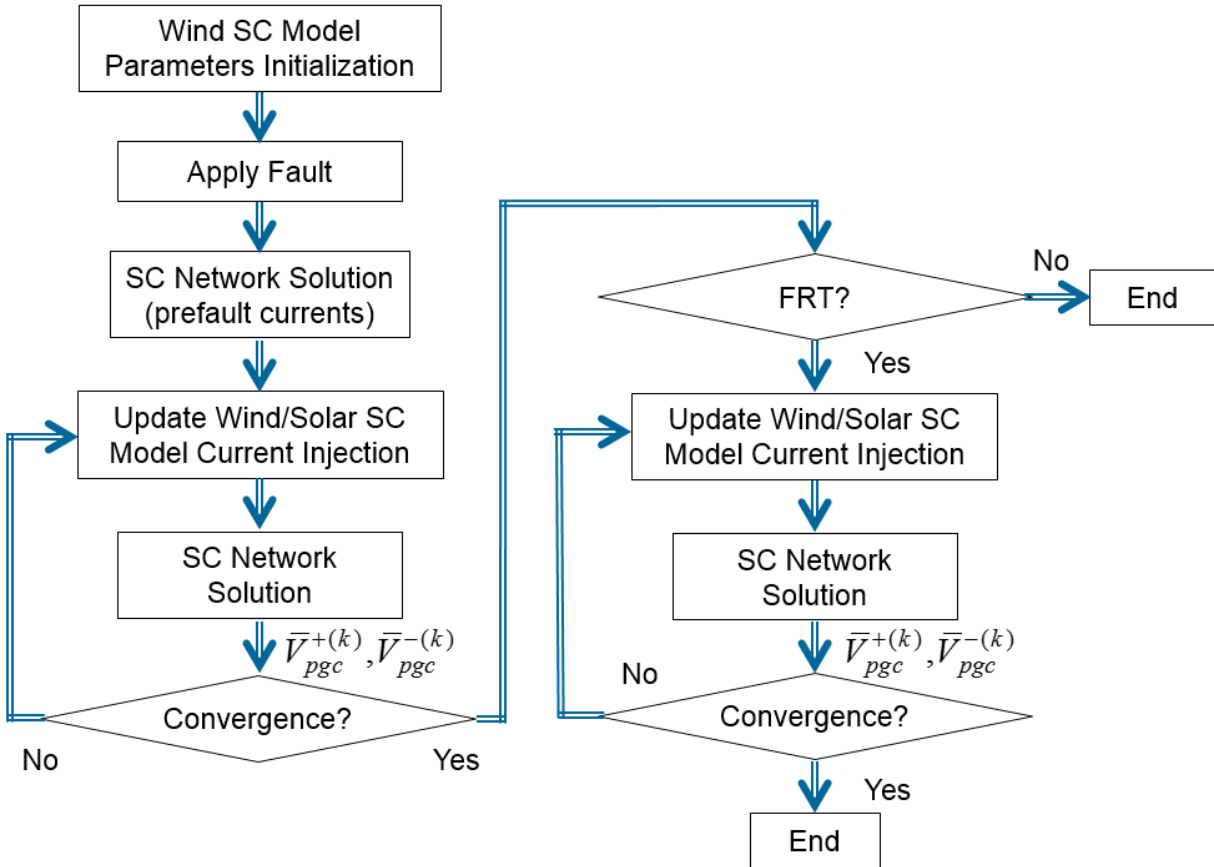 Wind SC Model
Parameters Initialization
Apply Fault
SC Network Solution
(prefault currents)
Update Wind/Solar SC
Model Current Injection
SC Network
Solution
V̅⁺⁽ᵏ⁾pgc , V̅⁻⁽ᵏ⁾pgc
Convergence?
No
Yes
FRT?
No
End
Yes
Update Wind/Solar SC
Model Current Injection
SC Network
Solution
V̅⁺⁽ᵏ⁾pgc , V̅⁻⁽ᵏ⁾pgc
No
Convergence?
Yes
End